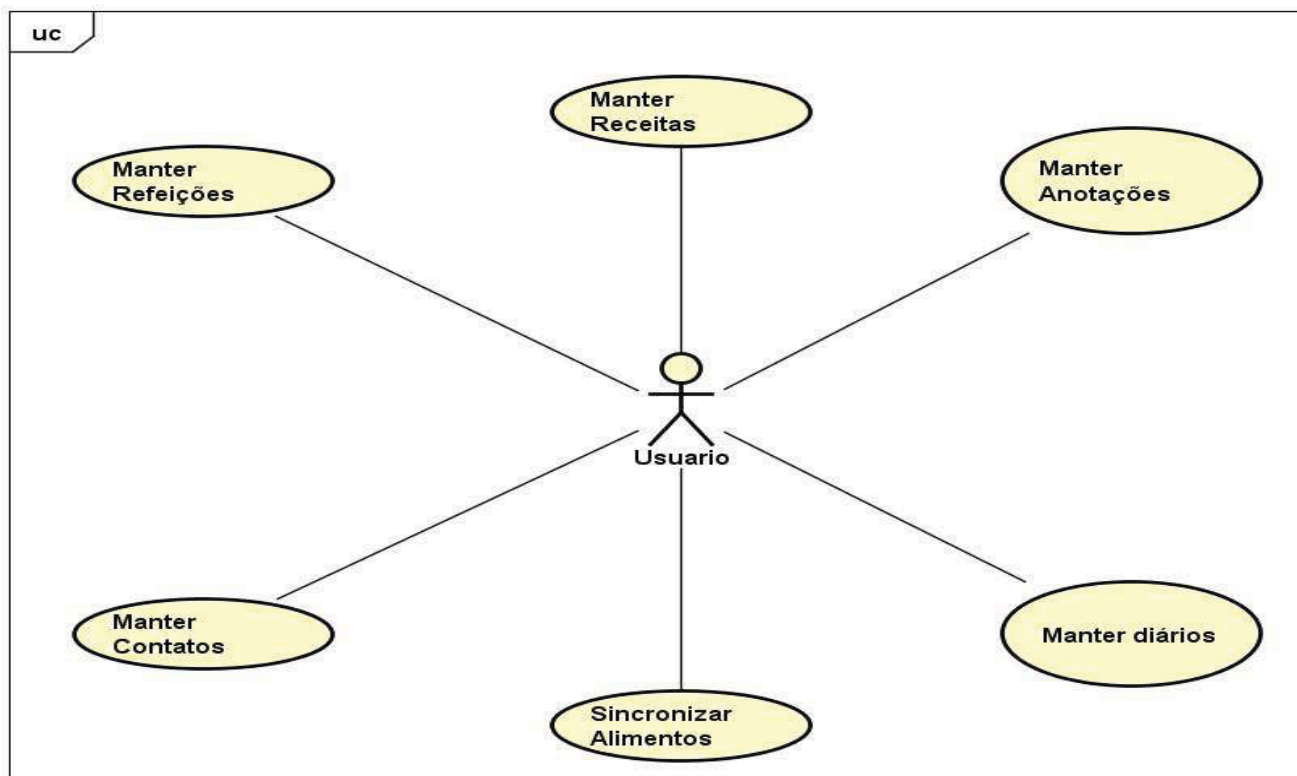 uc
Manter
Receitas
Manter
Refeições
Manter
Anotações
Usuario
Manter
Contatos
Manter diários
Sincronizar
Alimentos